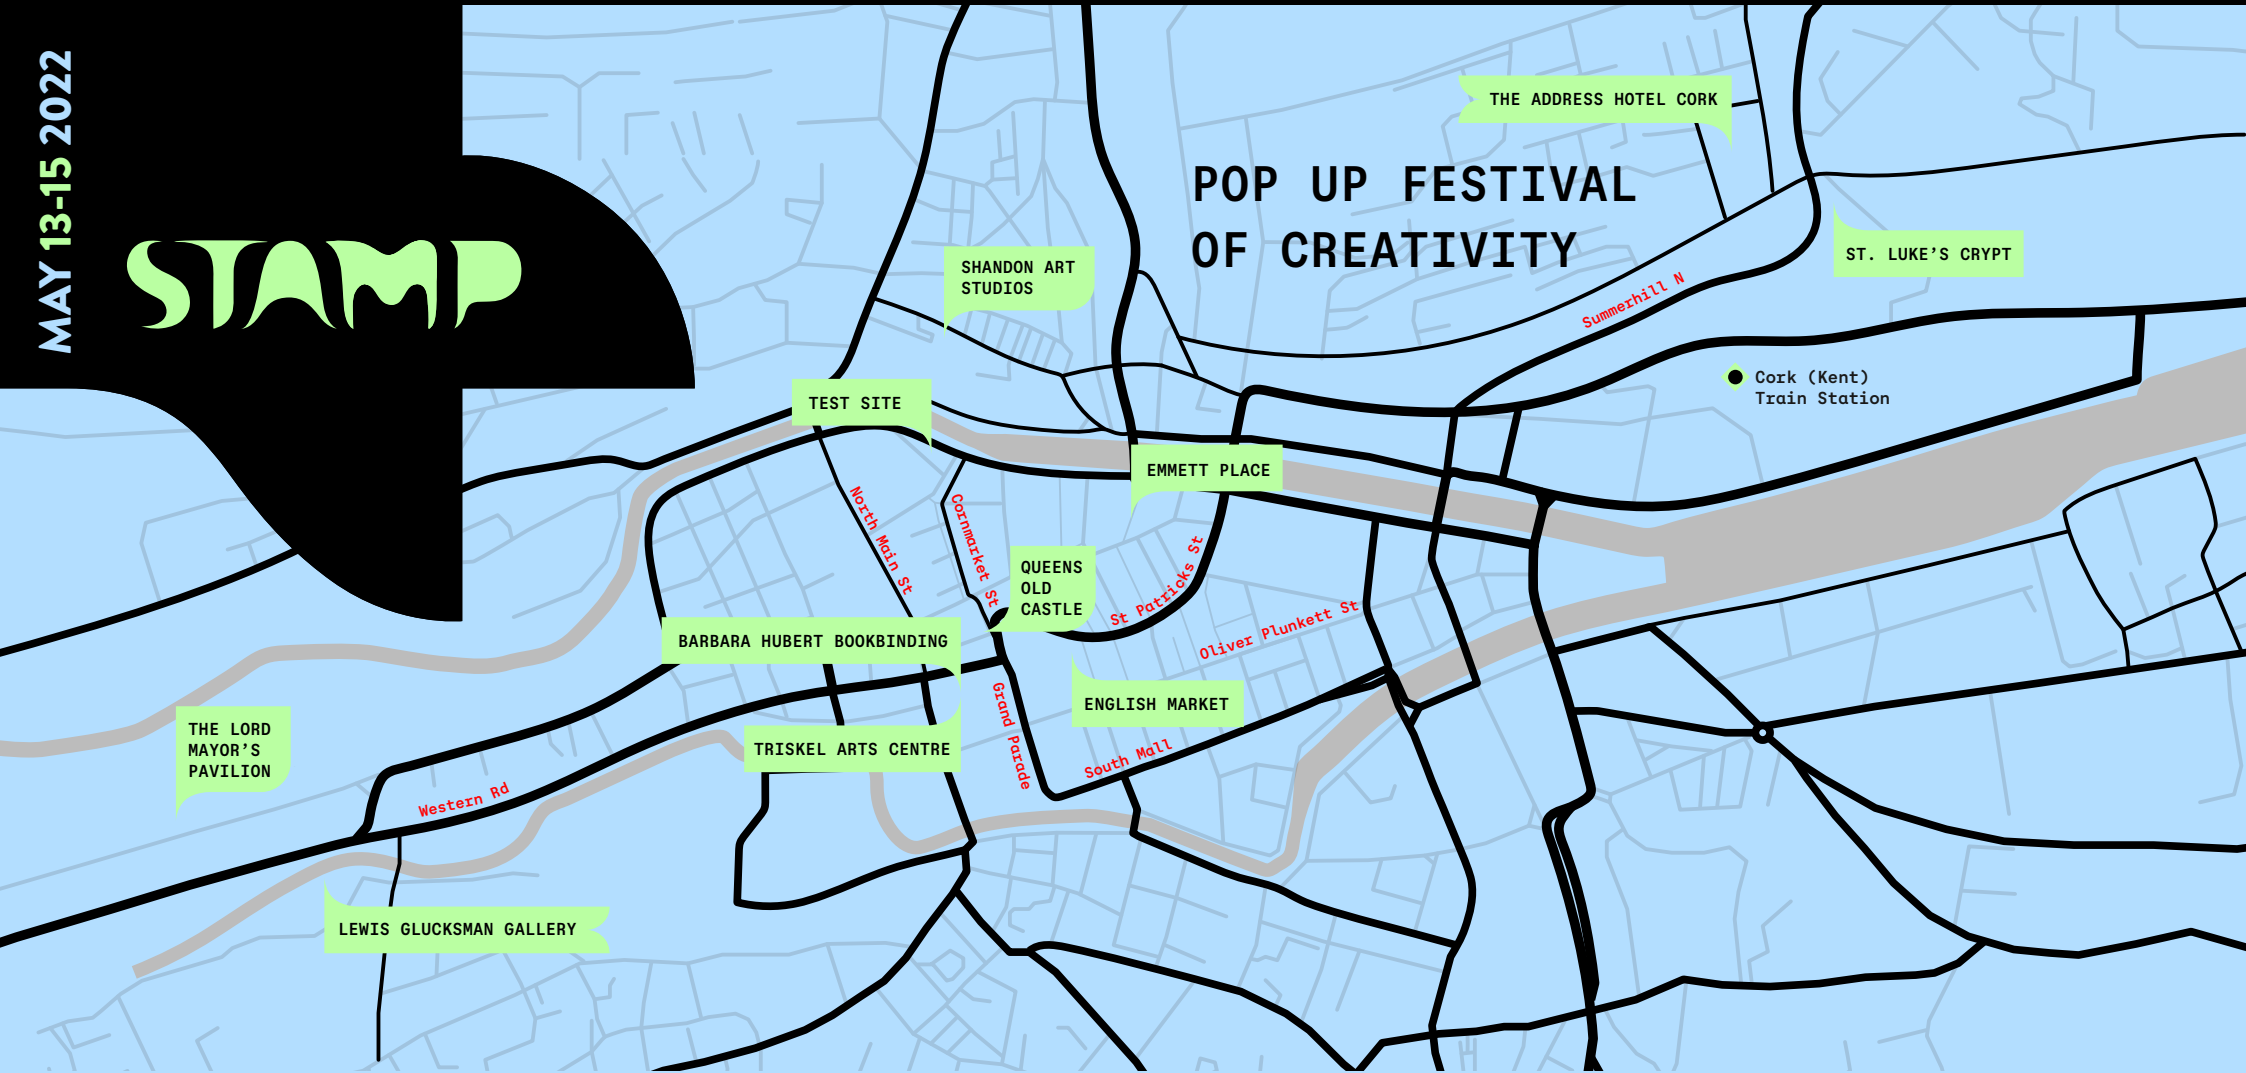 MAY 13-15 2022
STAMP
POP UP FESTIVAL
OF CREATIVITY
THE ADDRESS HOTEL CORK
ST. LUKE’S CRYPT
SHANDON ART
STUDIOS
Summerhill N
Cork (Kent)
Train Station
TEST SITE
EMMETT PLACE
North Main St
Cornmarket St
QUEENS
OLD
CASTLE
St Patricks St
Oliver Plunkett St
BARBARA HUBERT BOOKBINDING
Grand Parade
ENGLISH MARKET
THE LORD
MAYOR’S
PAVILION
TRISKEL ARTS CENTRE
South Mall
Western Rd
LEWIS GLUCKSMAN GALLERY